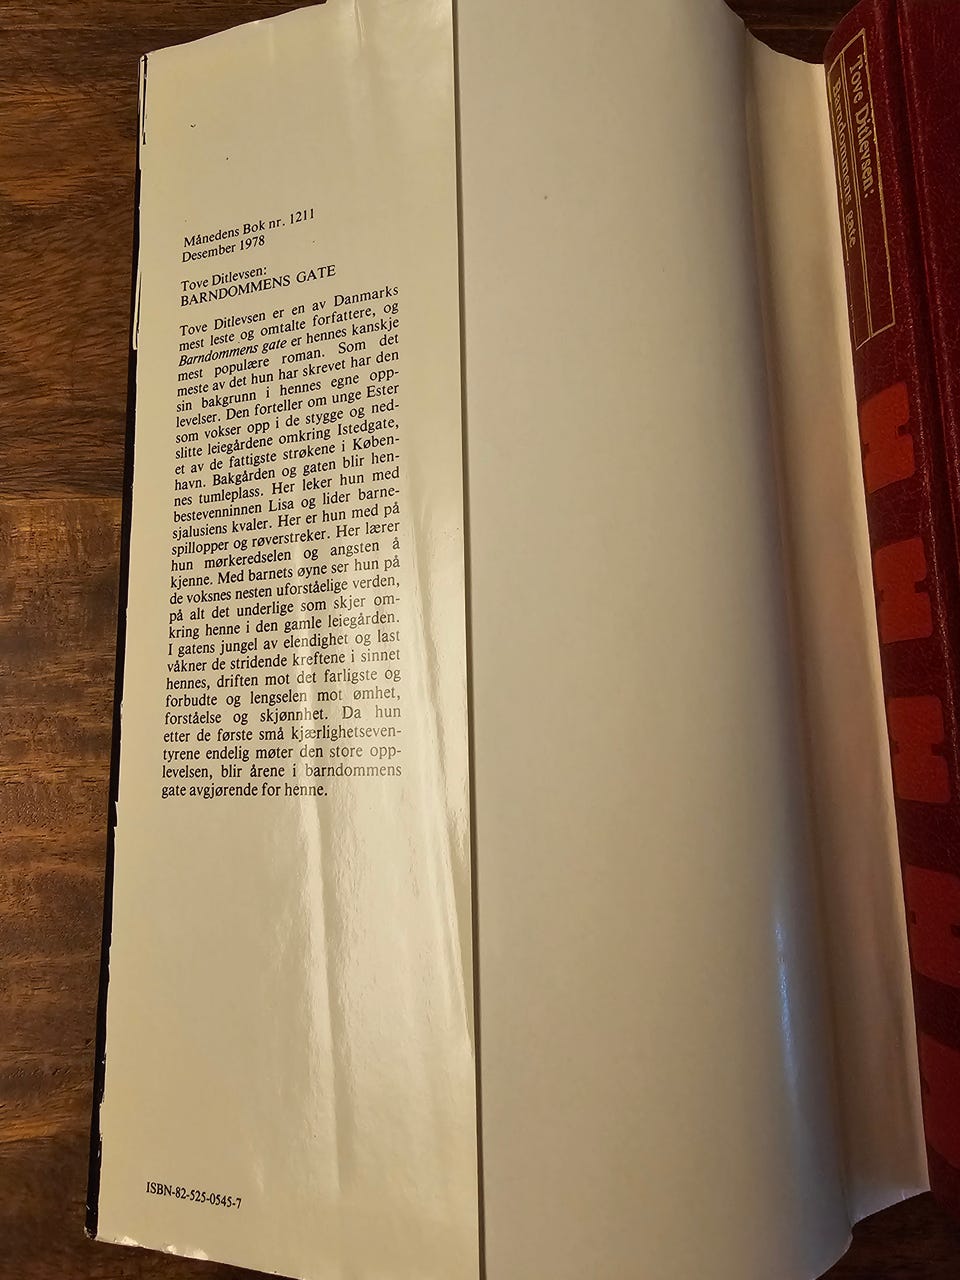 Månedens Bok nr. 1211
Desember 1978
Tove Ditlevsen:
BARNDOMMENS GATE
Tove Ditlevsen er en av Danmarks
mest leste og omtalte forfattere, og
Barndommens gate er hennes kanskje
mest populære roman. Som det
meste av det hun har skrevet har den
sin bakgrunn i hennes egne opp-
levelser. Den forteller om unge Ester
som vokser opp i de stygge og ned-
slitte leiegårdene omkring Istedgate,
et av de fattigste strøkene i Køben-
havn. Bakgården og gaten blir hen-
nes tumleplass. Her leker hun med
bestevenninnen Lisa og lider barne-
sjalusiens kvaler. Her er hun med på
spillopper og røverstreker. Her lærer
hun mørkeredselen og angsten å
kjenne. Med barnets øyne ser hun på
de voksnes nesten uforståelige verden,
på alt det underlige som skjer om-
kring henne i den gamle leiegården.
I gatens jungel av elendighet og last
våkner de stridende kreftene i sinnet
hennes, driften mot det farligste og
forbudte og lengselen mot ømhet,
forståelse og skjønnhet. Da hun
etter de første små kjærlighetseven-
tyrene endelig møter den store opp-
levelsen, blir årene i barndommens
gate avgjørende for henne.
ISBN-82-525-0545-7
Tove Ditlevsen:
Barndommens gate